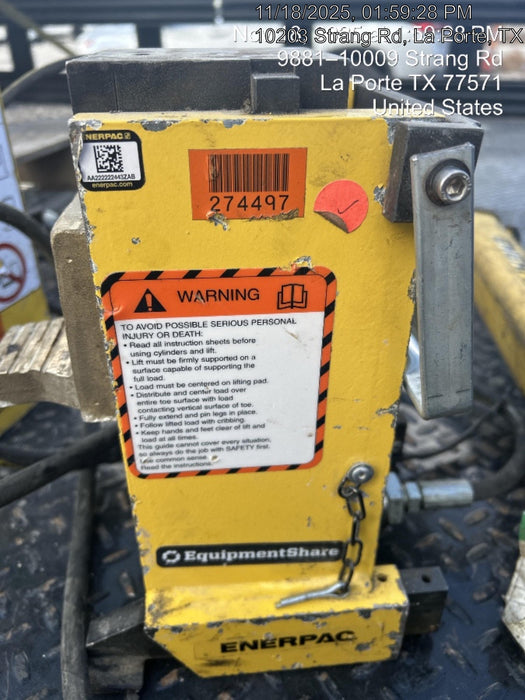 11/18/2025, 01:59:28 PM
10203 Strang Rd, La Porte, TX
9881–10009 Strang Rd
La Porte TX 77571
United States
ENERPAC
AA222222443ZAB
enerpac.com
274497
WARNING
TO AVOID POSSIBLE SERIOUS PERSONAL
INJURY OR DEATH:
• Read all instruction sheets before
using cylinders and lift.
• Lift must be firmly supported on a
surface capable of supporting the
full load.
• Load must be centered on lifting pad.
• Distribute and center load over
entire toe surface with load
contacting vertical surface of toe.
• Fully extend and pin legs in place.
• Follow lifted load with cribbing.
• Keep hands and feet clear of lift and
load at all times.
This guide cannot cover every situation,
so always do the job with SAFETY first.
Use common sense.
Read the instructions.
EquipmentShare
ENERPAC